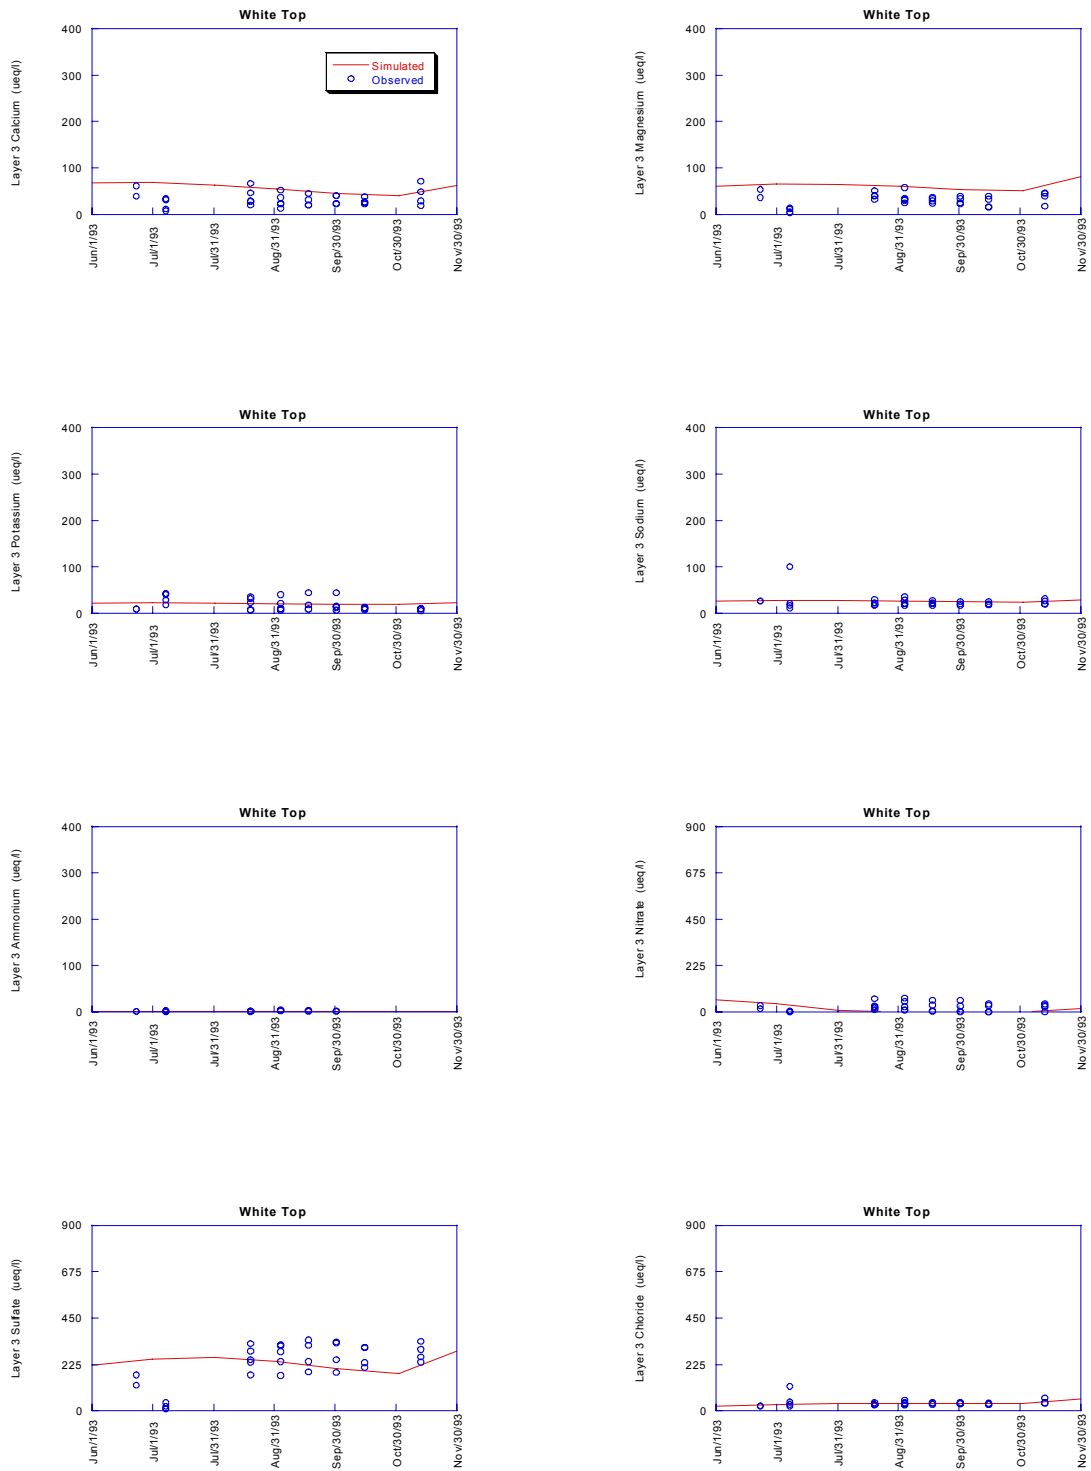 White Top
Layer 3 Calcium (ueq/l)
400
300
200
100
0
Simulated
Observed
Jun/1/93
Jul/1/93
Jul/31/93
Aug/31/93
Sep/30/93
Oct/30/93
Nov/30/93
White Top
Layer 3 Magnesium (ueq/l)
400
300
200
100
0
Jun/1/93
Jul/1/93
Jul/31/93
Aug/31/93
Sep/30/93
Oct/30/93
Nov/30/93
White Top
Layer 3 Potassium (ueq/l)
400
300
200
100
0
Jun/1/93
Jul/1/93
Jul/31/93
Aug/31/93
Sep/30/93
Oct/30/93
Nov/30/93
White Top
Layer 3 Sodium (ueq/l)
400
300
200
100
0
Jun/1/93
Jul/1/93
Jul/31/93
Aug/31/93
Sep/30/93
Oct/30/93
Nov/30/93
White Top
Layer 3 Ammonium (ueq/l)
400
300
200
100
0
Jun/1/93
Jul/1/93
Jul/31/93
Aug/31/93
Sep/30/93
Oct/30/93
Nov/30/93
White Top
Layer 3 Nitrate (ueq/l)
900
675
450
225
0
Jun/1/93
Jul/1/93
Jul/31/93
Aug/31/93
Sep/30/93
Oct/30/93
Nov/30/93
White Top
Layer 3 Sulfate (ueq/l)
900
675
450
225
0
Jun/1/93
Jul/1/93
Jul/31/93
Aug/31/93
Sep/30/93
Oct/30/93
Nov/30/93
White Top
Layer 3 Chloride (ueq/l)
900
675
450
225
0
Jun/1/93
Jul/1/93
Jul/31/93
Aug/31/93
Sep/30/93
Oct/30/93
Nov/30/93